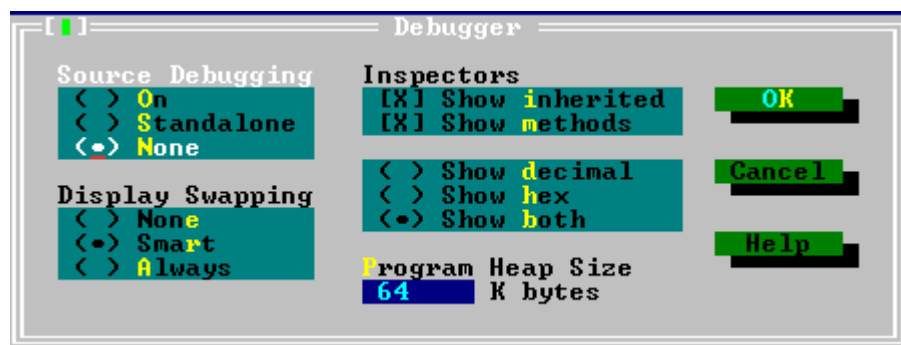 [ ] Debugger
Source Debugging
( ) On
( ) Standalone
(•) None
Display Swapping
( ) None
(•) Smart
( ) Always
Inspectors
[X] Show inherited
[X] Show methods
( ) Show decimal
( ) Show hex
(•) Show both
Program Heap Size
64 K bytes
OK
Cancel
Help